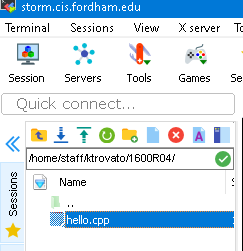 storm.cis.fordham.edu
Terminal Sessions View X server
Session Servers Tools Games
Quick connect...
/home/staff/ktrovato/1600R04/
Name
..
hello.cpp
Sessions